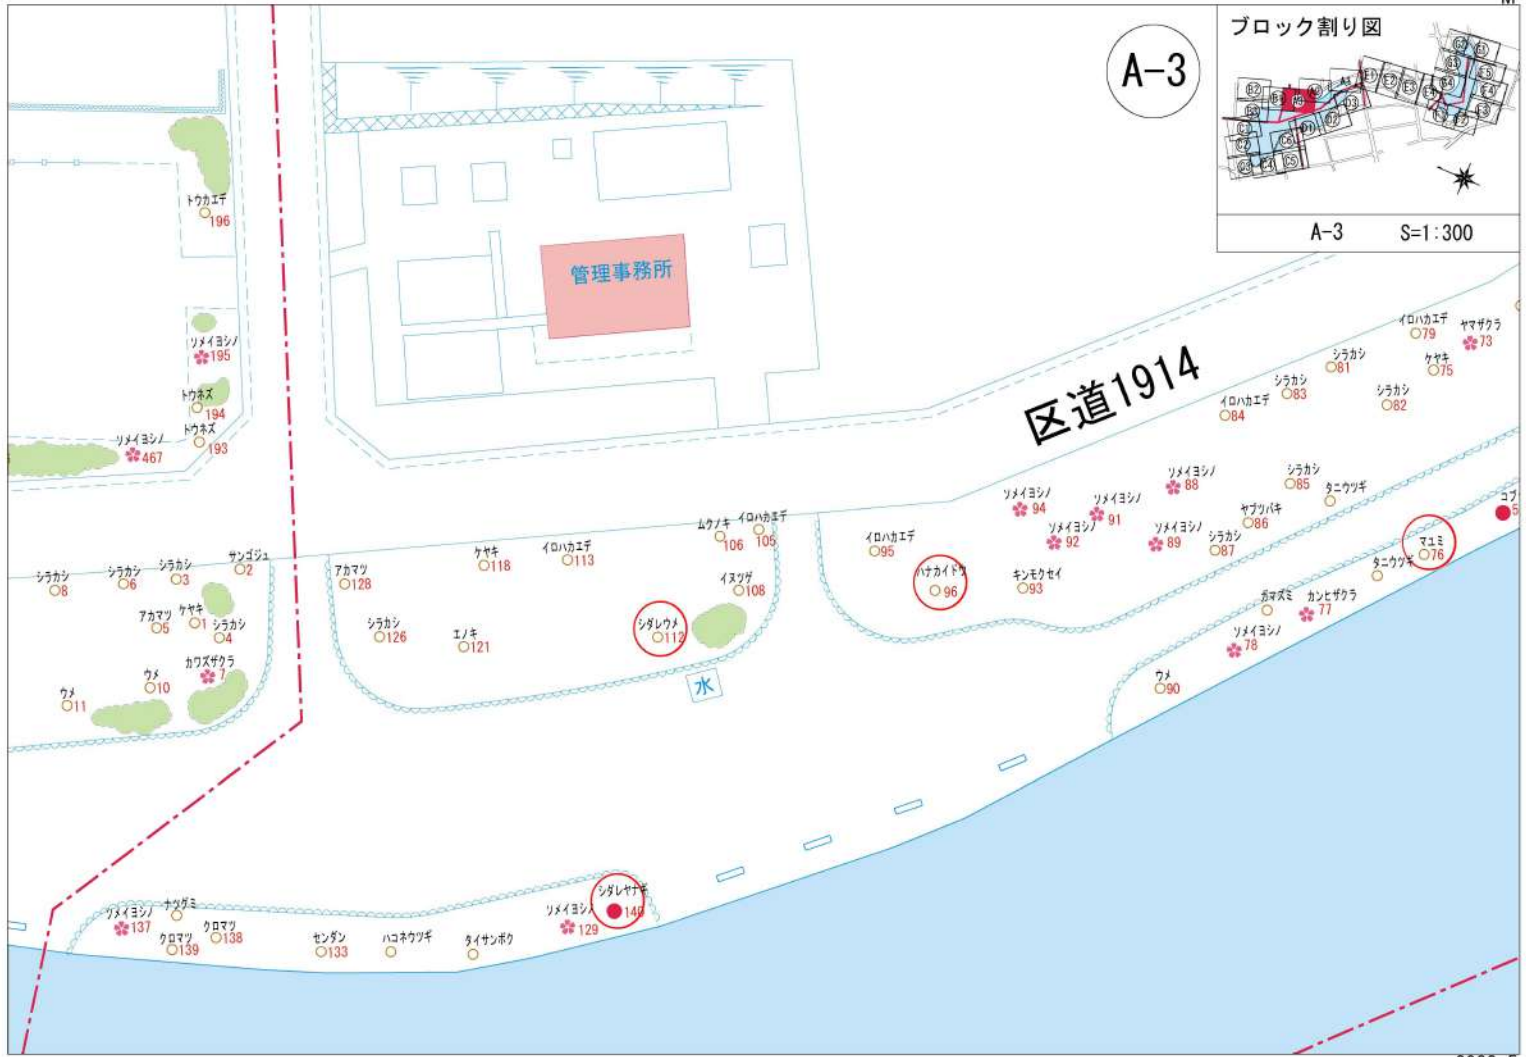 A-3
ブロック割り図
A-3 S=1:300
管理事務所
区道1914
トウカエデ
196
ソメイヨシノ
195
トウネズ
194
トウネズ
193
ソメイヨシノ
467
イロハカエデ
79
ヤマザクラ
73
シラカシ
81
ケヤキ
75
シラカシ
83
シラカシ
82
イロハカエデ
84
ソメイヨシノ
88
シラカシ
85
タニウツギ
ソメイヨシノ
94
ソメイヨシノ
91
ソメイヨシノ
92
ソメイヨシノ
89
ヤブツバキ
86
シラカシ
87
コブ
5
マユミ
76
タニウツギ
ムクノキ
106
イロハカエデ
105
イロハカエデ
95
ハナカイドウ
96
キンモクセイ
93
ガマズミ
カンヒザクラ
77
ソメイヨシノ
78
ウメ
90
シラカシ
8
シラカシ
6
シラカシ
3
サンゴジュ
2
アカマツ
5
ケヤキ
1
シラカシ
4
カワズザクラ
7
ウメ
10
ウメ
11
アカマツ
128
ケヤキ
118
イロハカエデ
113
イヌツゲ
108
シラカシ
126
エノキ
121
シダレウメ
112
水
ソメイヨシノ
137
ナツグミ
クロマツ
139
クロマツ
138
センダン
133
ハコネウツギ
タイサンボク
ソメイヨシノ
129
シダレヤナギ
140